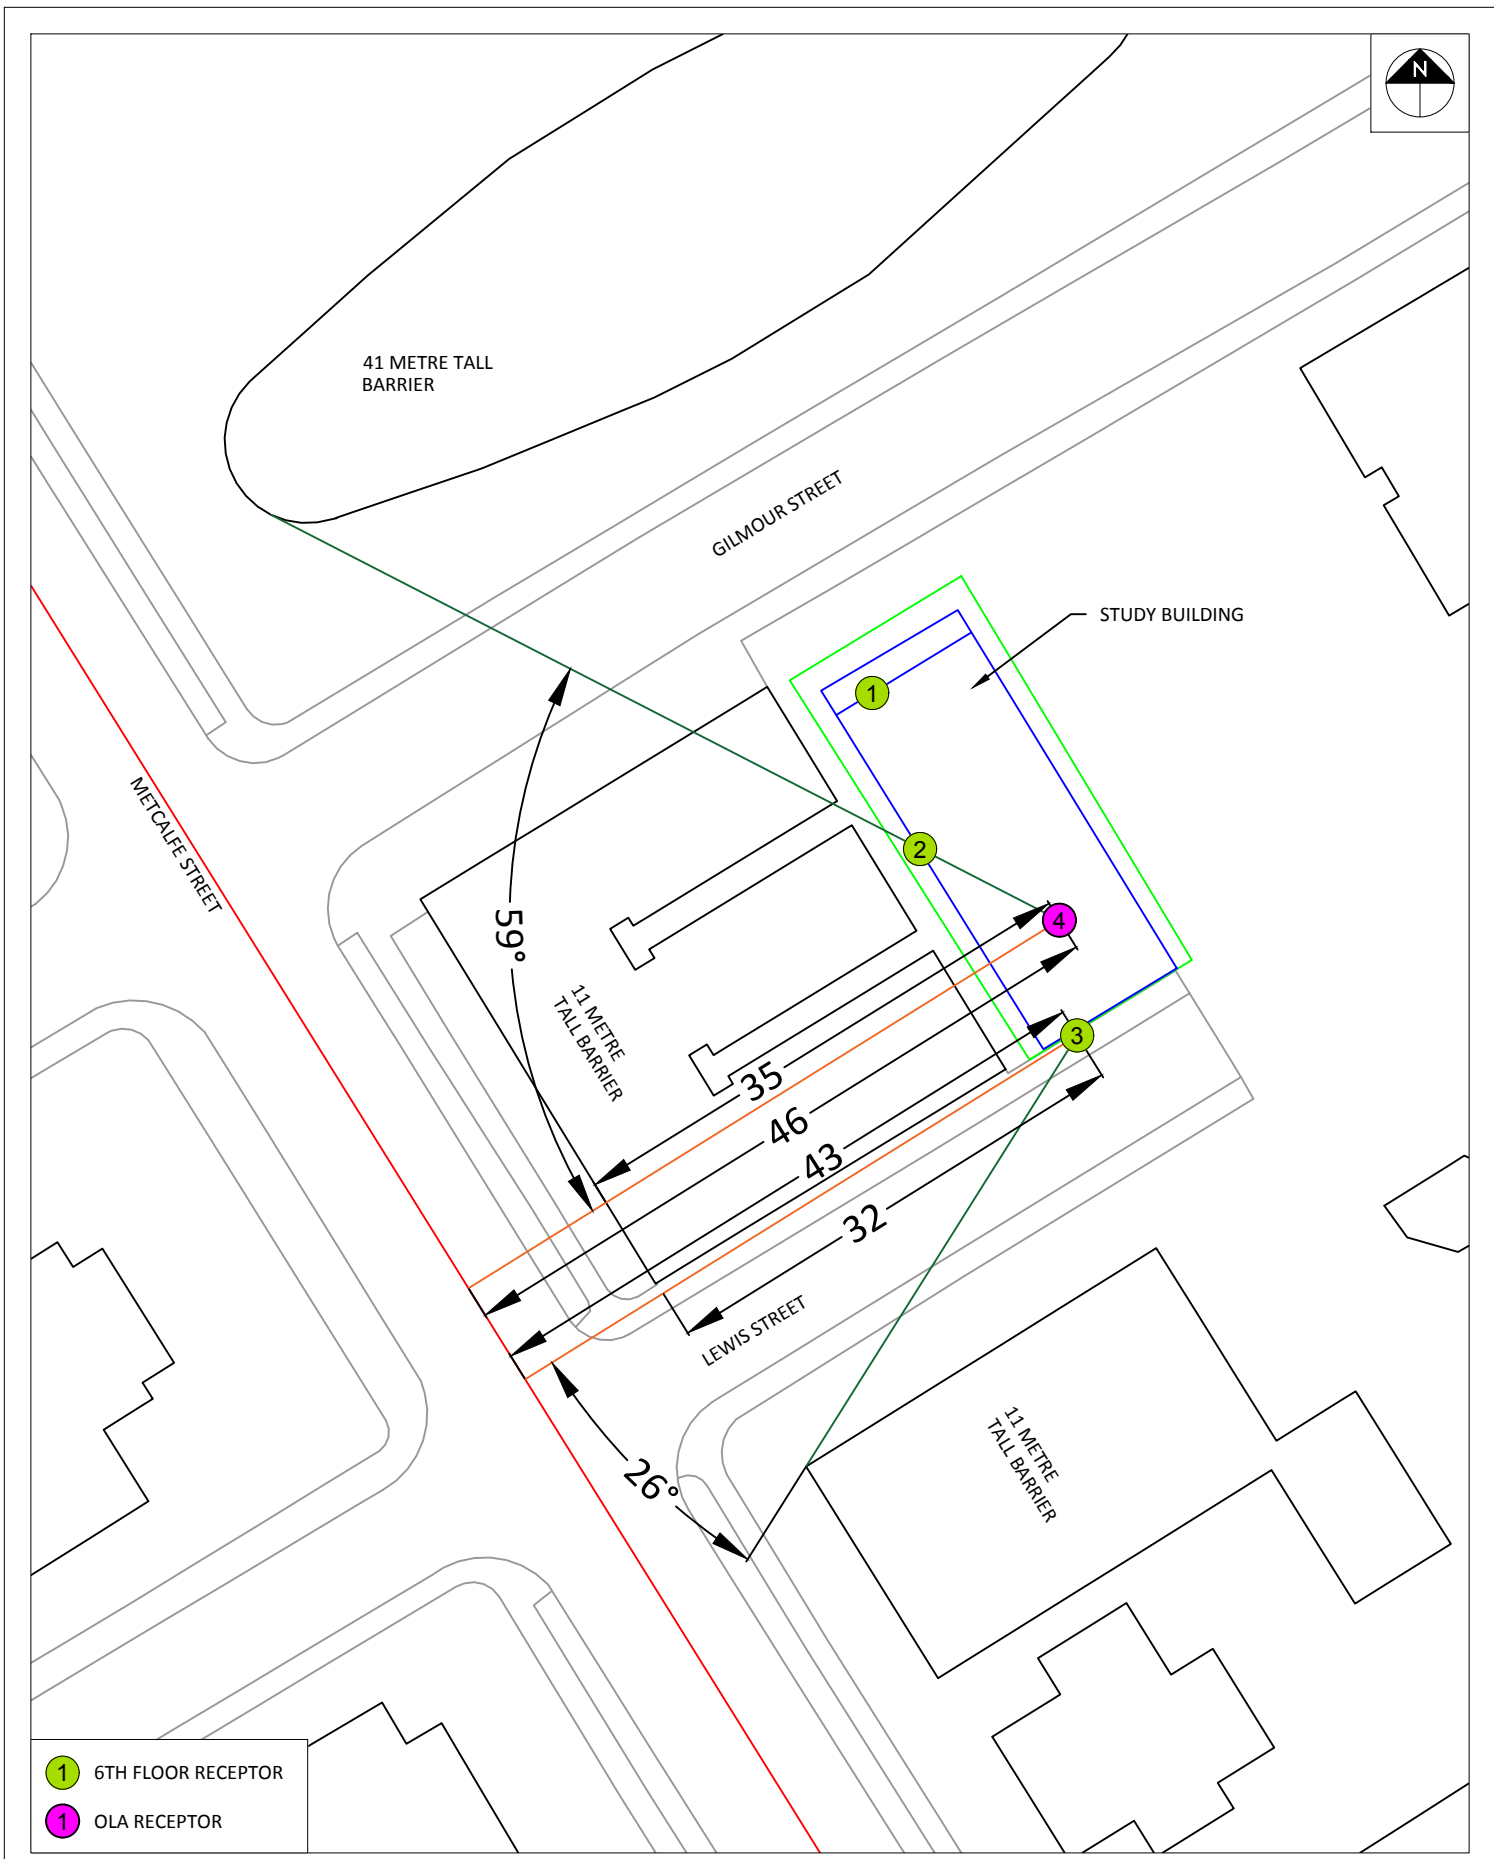 N
41 METRE TALL
BARRIER
GILMOUR STREET
STUDY BUILDING
1
METCALFE STREET
2
4
59°
11 METRE
TALL BARRIER
3
35
46
43
32
LEWIS STREET
26°
11 METRE
TALL BARRIER
1 6TH FLOOR RECEPTOR
1 OLA RECEPTOR